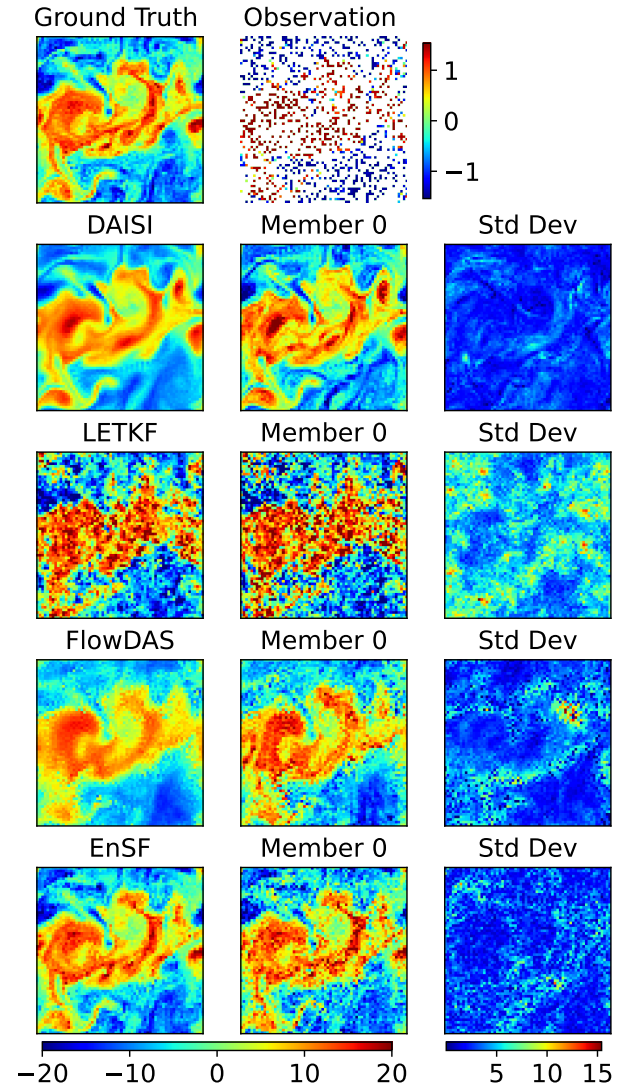 Ground Truth Observation
1
0
−1
DAISI Member 0 Std Dev
LETKF Member 0 Std Dev
FlowDAS Member 0 Std Dev
EnSF Member 0 Std Dev
−20 −10 0 10 20 5 10 15